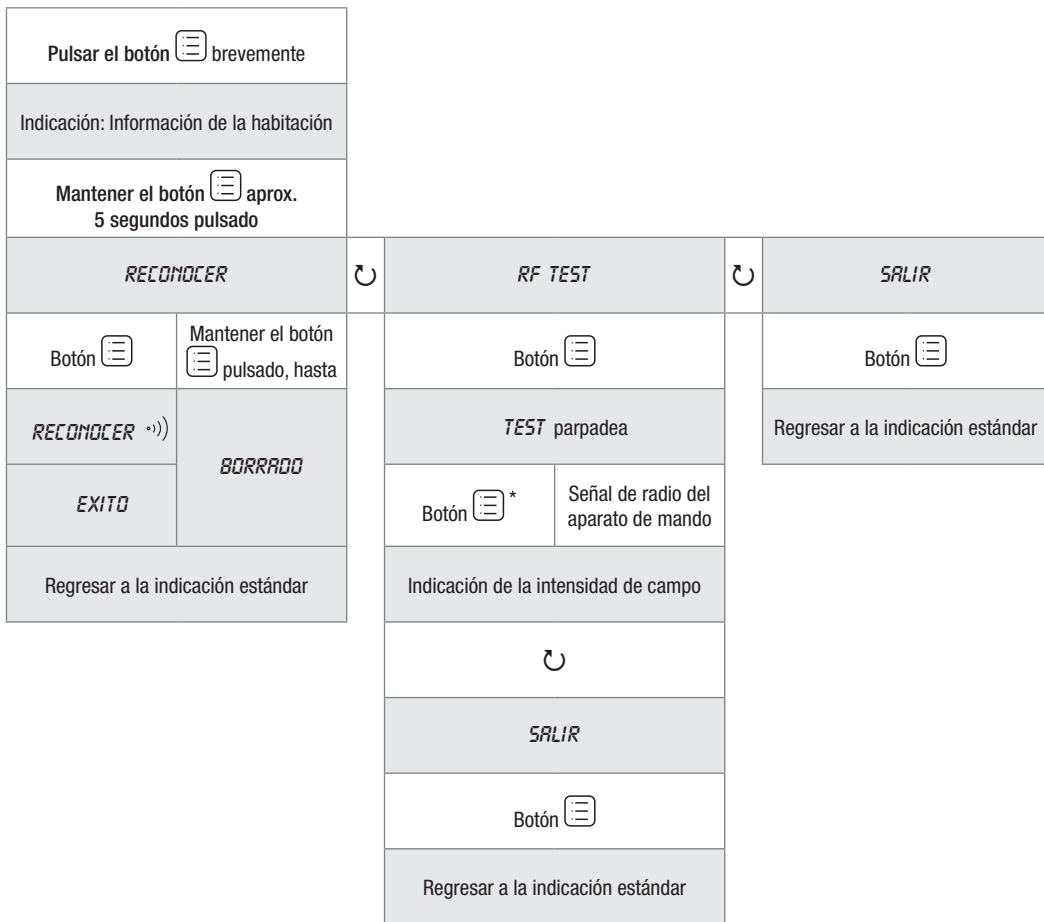 Pulsar el botón brevemente
Indicación: Información de la habitación
Mantener el botón aprox.
5 segundos pulsado
RECONOCER
RF TEST
SALIR
Botón
Mantener el botón
pulsado, hasta
RECONOCER
EXITO
BORRADO
Regresar a la indicación estándar
Botón
TEST parpadea
Botón *
Señal de radio del
aparato de mando
Indicación de la intensidad de campo
SALIR
Botón
Regresar a la indicación estándar
Botón
Regresar a la indicación estándar